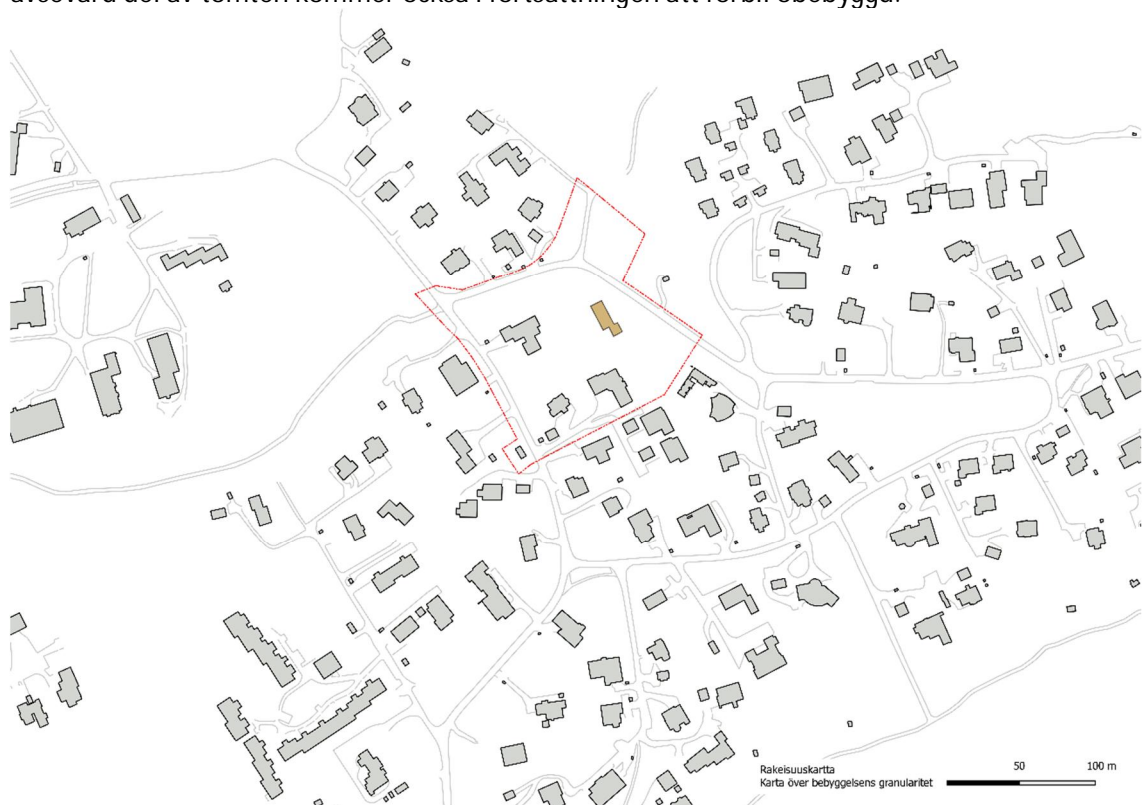 avsevärd del av tomten kommer också i fortsättningen att förbli obebyggd.
Rakeisuuskartta
Karta över bebyggelsens granularitet
50 100 m